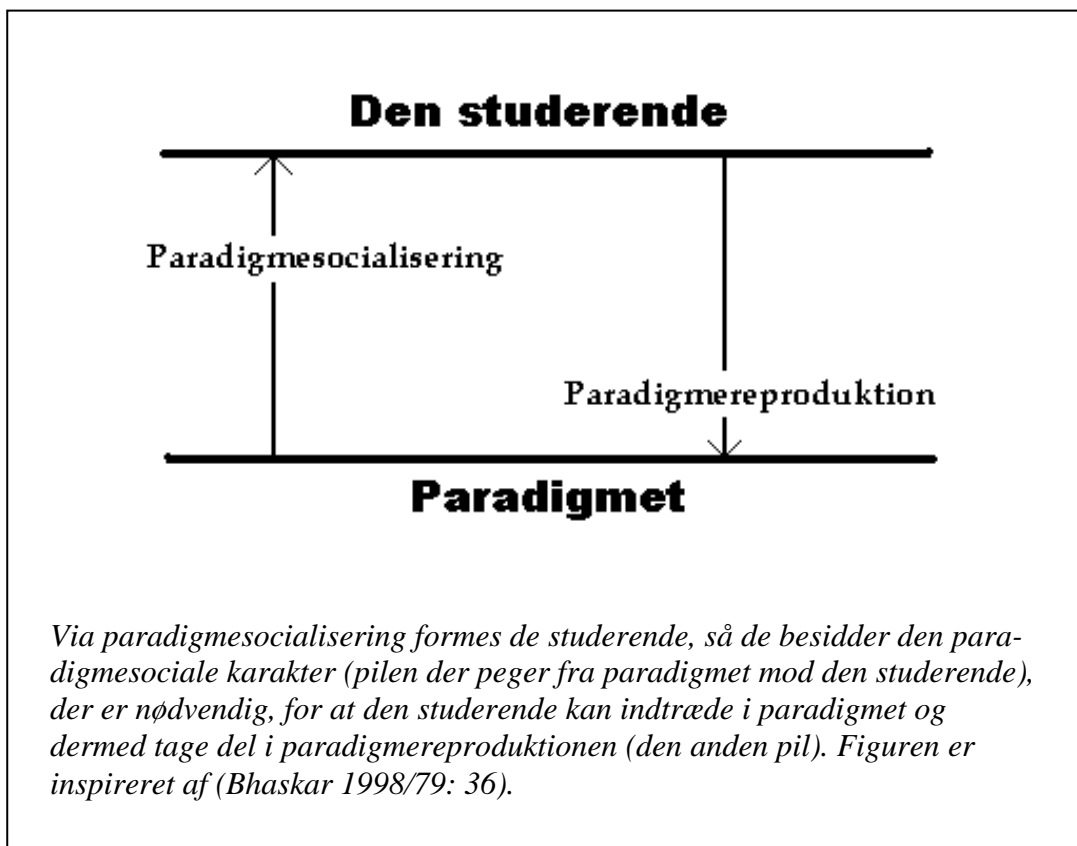 Den studerende
Paradigmesocialisering
Paradigmereproduktion
Paradigmet
Via paradigmesocialisering formes de studerende, så de besidder den para-
digmesociale karakter (pilen der peger fra paradigmet mod den studerende),
der er nødvendig, for at den studerende kan indtræde i paradigmet og
dermed tage del i paradigmereproduktionen (den anden pil). Figuren er
inspireret af (Bhaskar 1998/79: 36).